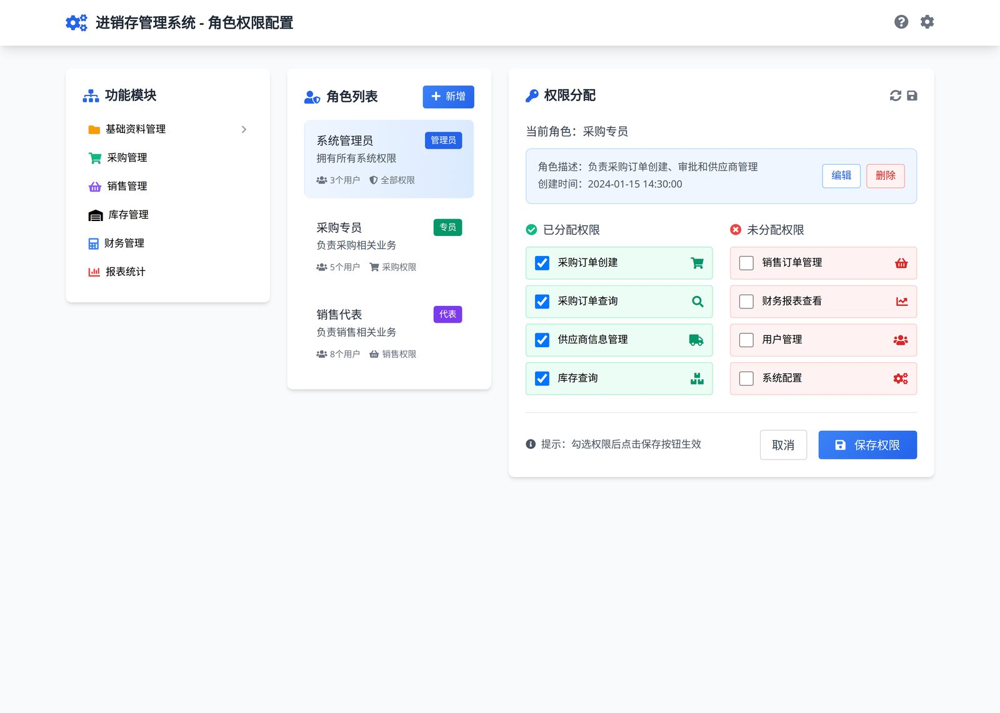 进销存管理系统 - 角色权限配置
功能模块
基础资料管理
采购管理
销售管理
库存管理
财务管理
报表统计
角色列表
新增
系统管理员
管理员
拥有所有系统权限
3个用户 全部权限
采购专员
专员
负责采购相关业务
5个用户 采购权限
销售代表
代表
负责销售相关业务
8个用户 销售权限
权限分配
当前角色：采购专员
角色描述：负责采购订单创建、审批和供应商管理
创建时间：2024-01-15 14:30:00
编辑
删除
已分配权限
采购订单创建
采购订单查询
供应商信息管理
库存查询
未分配权限
销售订单管理
财务报表查看
用户管理
系统配置
提示：勾选权限后点击保存按钮生效
取消
保存权限